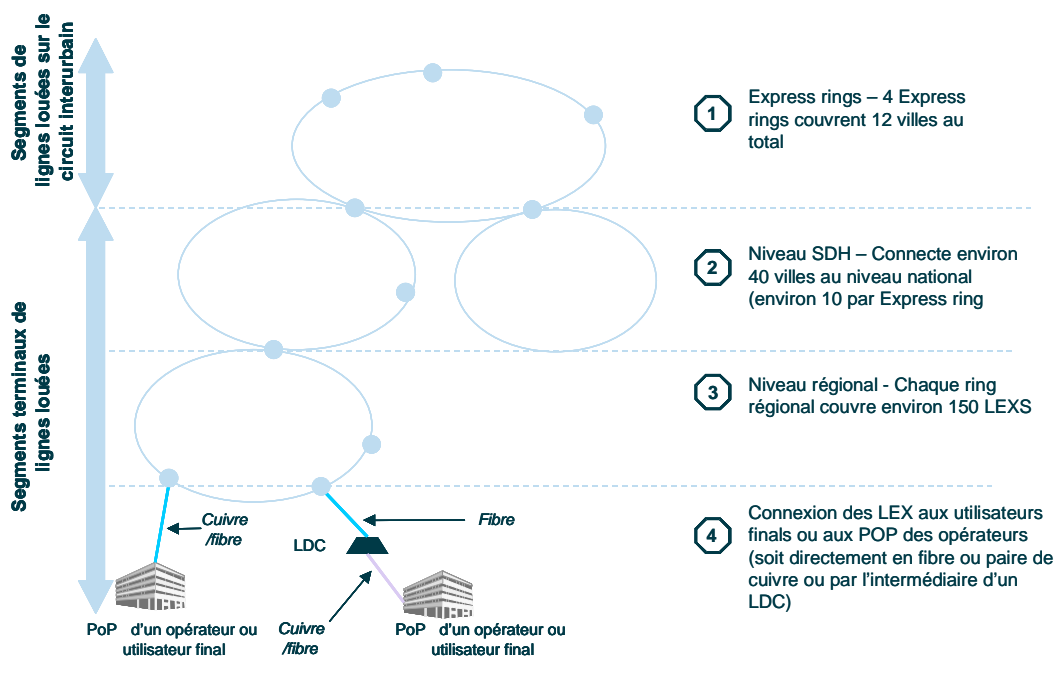 Segments de
lignes louées sur le
circuit interurbain
1
Express rings – 4 Express
rings couvrent 12 villes au
total
Segments terminaux de
lignes louées
2
Niveau SDH – Connecte environ
40 villes au niveau national
(environ 10 par Express ring
3
Niveau régional - Chaque ring
régional couvre environ 150 LEXS
4
Connexion des LEX aux utilisateurs
finals ou aux POP des opérateurs
(soit directement en fibre ou paire de
cuivre ou par l'intermédiaire d'un
LDC)
Cuivre
/fibre
Fibre
LDC
PoP d'un opérateur ou
utilisateur final
Cuivre
/fibre
PoP d'un opérateur ou
utilisateur final